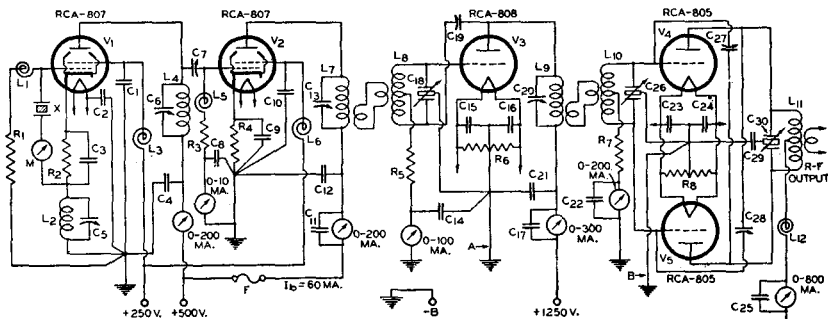 RCA-807
RCA-807
RCA-808
RCA-805
V1
V2
V3
V4
C27
C19
C7
L7
L8
L10
L1
C1
L4
C10
L9
L11
C6
L5
C13
C18
C20
C26
X
C2
C15
C16
C23
C24
C30
R1
M
R2
C3
L3
R3
C8
R4
C9
L6
R5
R6
R7
C29
R-F
OUTPUT
C4
0-10
MA.
C12
C21
0-200
MA.
C22
R8
L2
C5
0-200
MA.
C11
0-200
MA.
C14
0-100
MA.
A
C17
0-300
MA.
B
V5
C28
L12
RCA-805
F
Ib = 60 MA.
0-800
MA.
C25
+250 V.
+500 V.
-B
+1250 V.